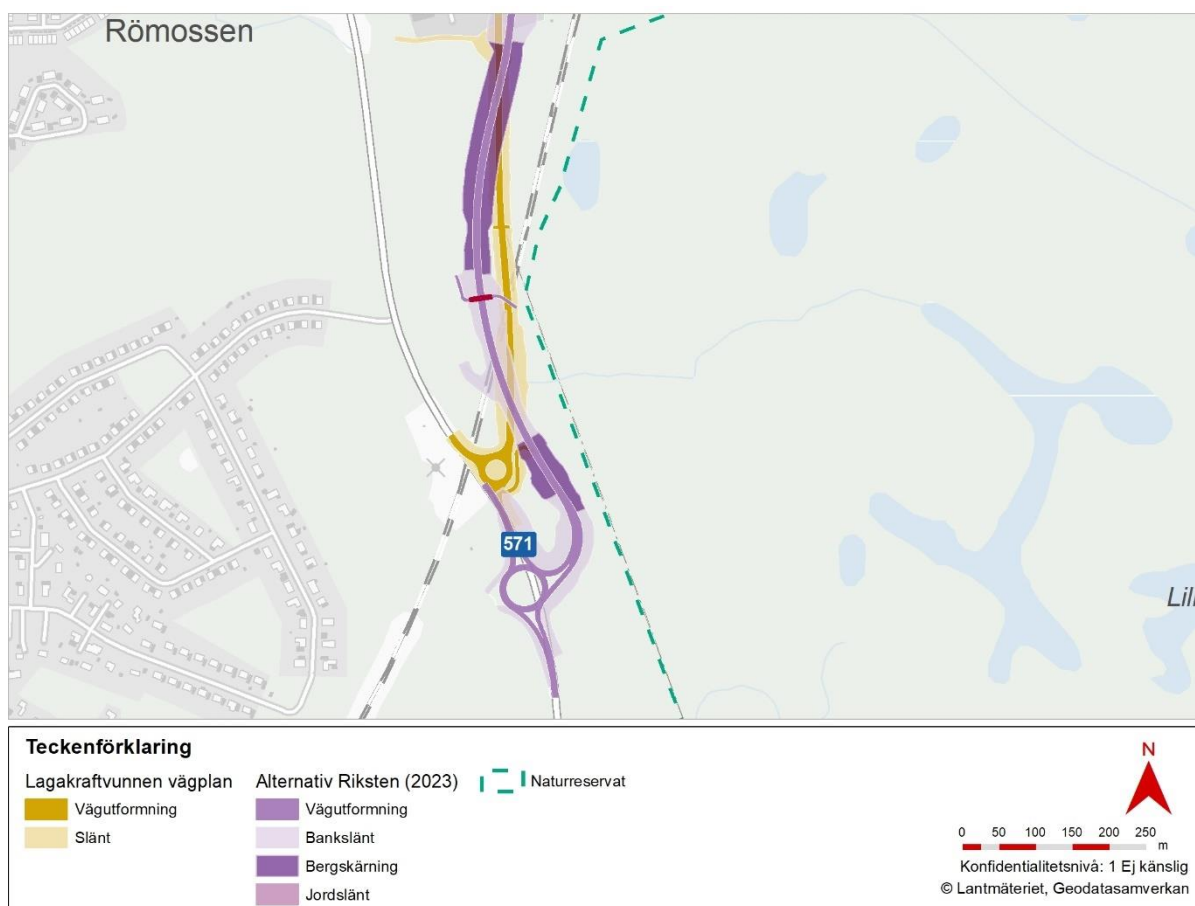 Römossen
571
Lil
Teckenförklaring
Lagakraftvunnen vägplan
Vägutformning
Slänt
Alternativ Riksten (2023)
Vägutformning
Bankslänt
Bergskärning
Jordslänt
Naturreservat
N
0 50 100 150 200 250
m
Konfidentialitetsnivå: 1 Ej känslig
© Lantmäteriet, Geodatasamverkan